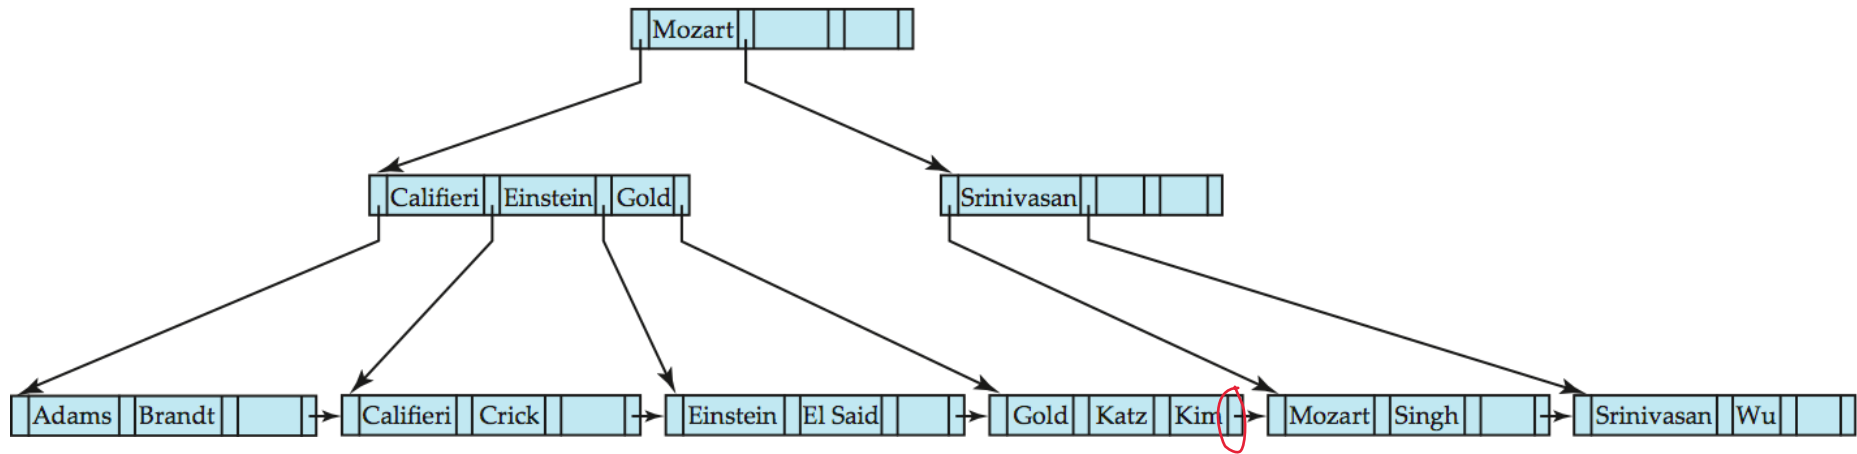 Mozart
Califieri Einstein Gold
Srinivasan
Adams Brandt
Califieri Crick
Einstein El Said
Gold Katz Kim
Mozart Singh
Srinivasan Wu